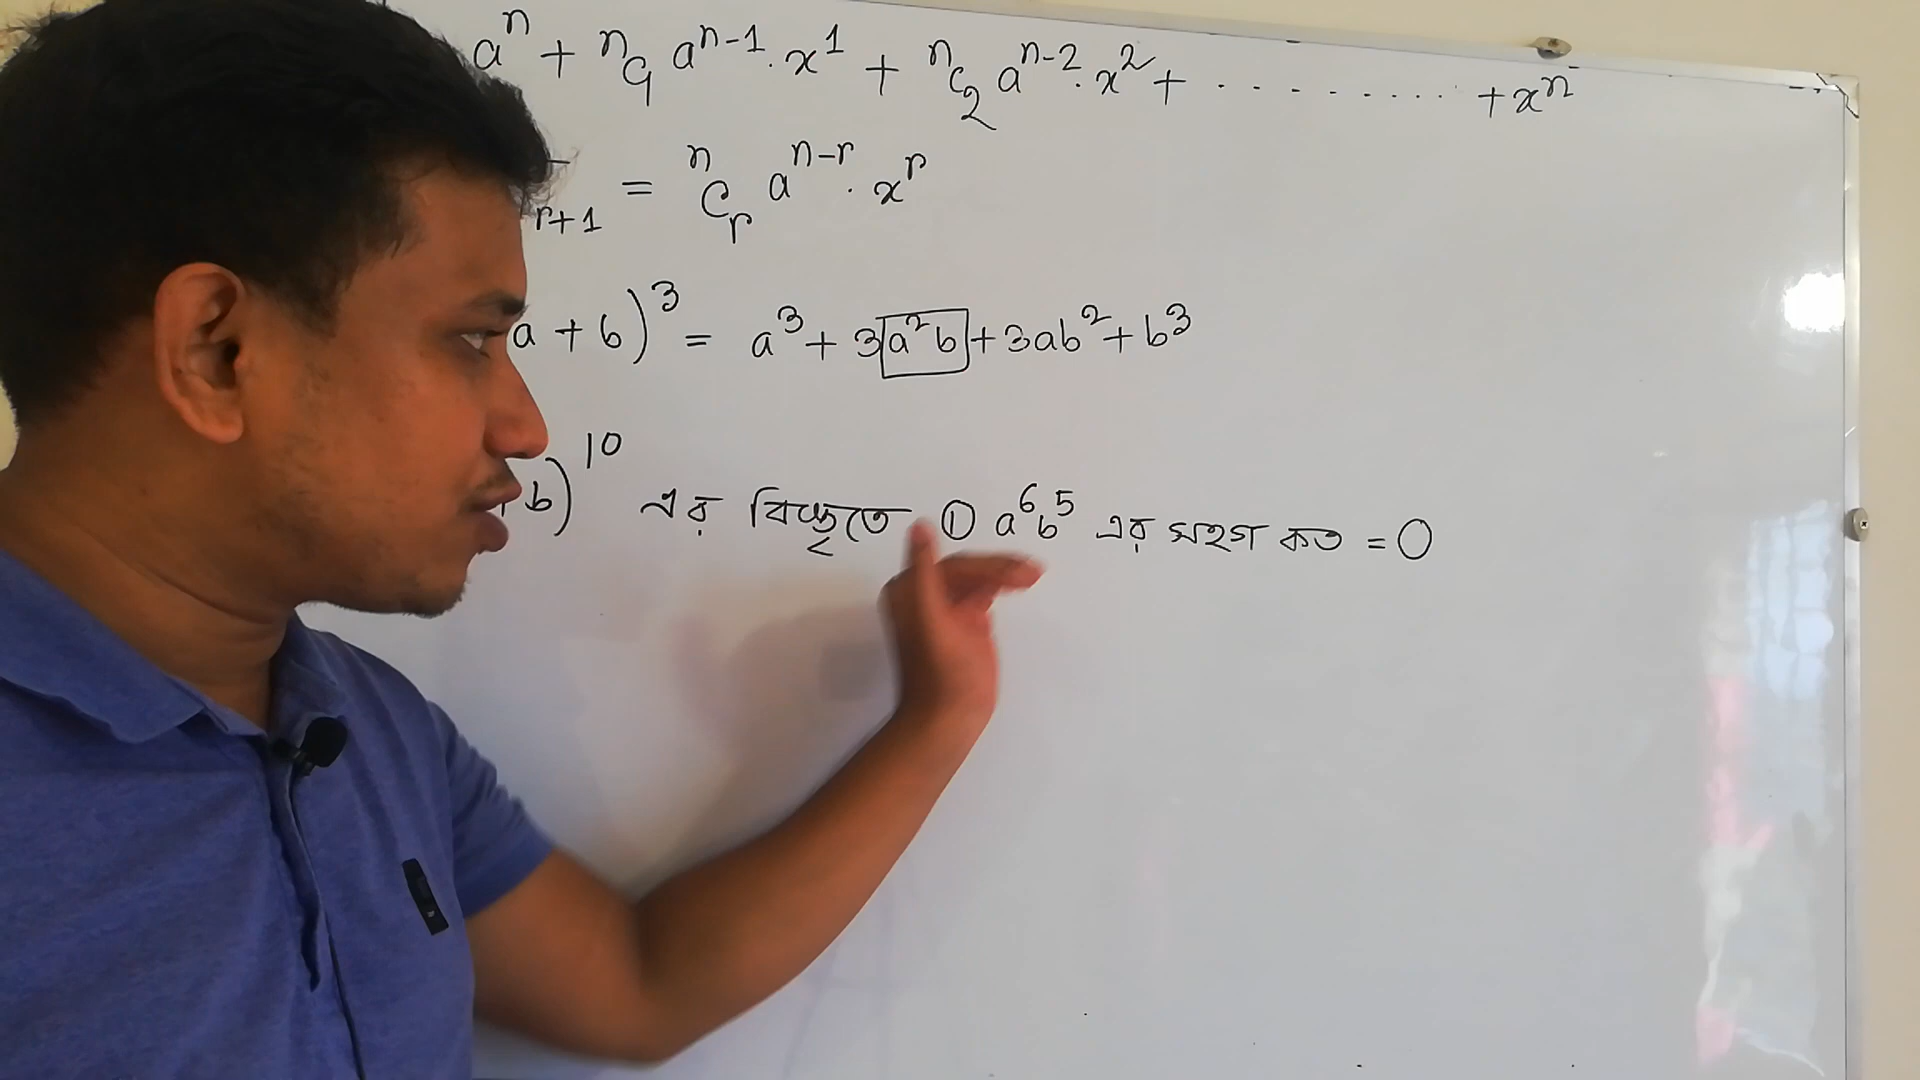 aⁿ + ⁿC₁ aⁿ⁻¹ · x¹ + ⁿC₂ aⁿ⁻² · x² + ......... + xⁿ
r+1 = ⁿCᵣ aⁿ⁻ʳ · xʳ
a + b)³ = a³ + 3a²b + 3ab² + b³
+ b)¹⁰ এর বিস্তৃতিতে ① a⁶b⁵ এর সহগ কত = 0